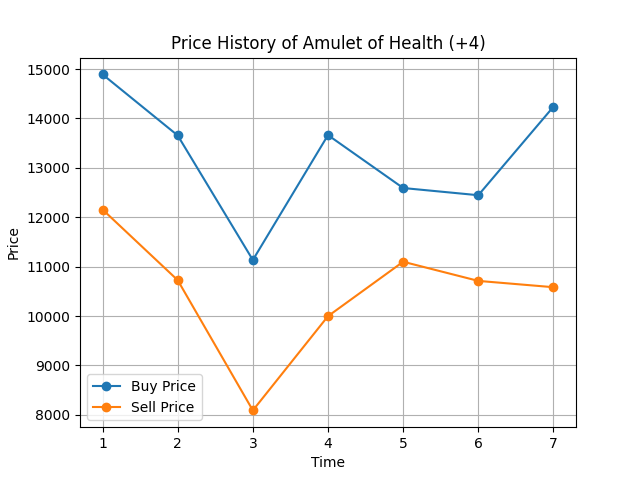 Price History of Amulet of Health (+4)
15000
14000
13000
12000
11000
10000
9000
8000
Price
Buy Price
Sell Price
1 2 3 4 5 6 7
Time